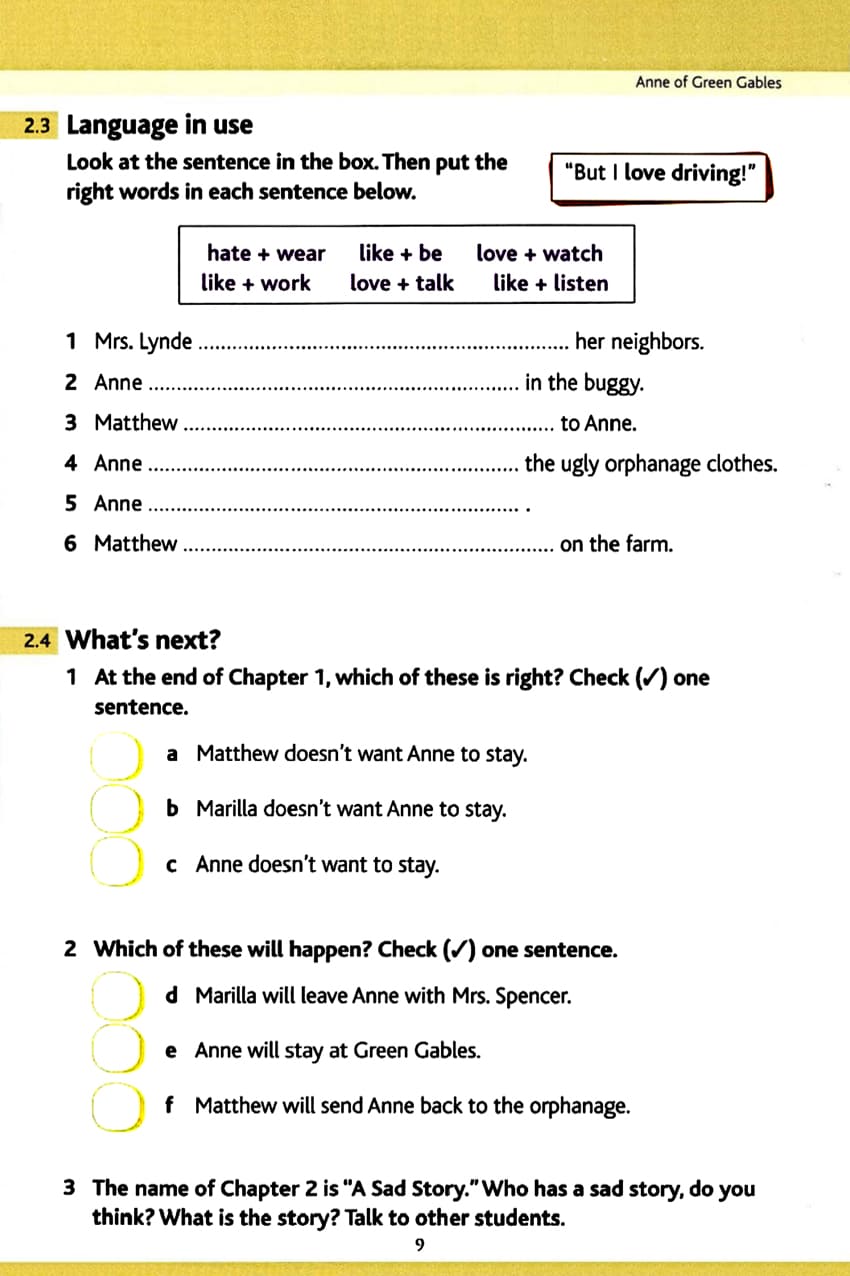 Anne of Green Gables
2.3 Language in use
Look at the sentence in the box. Then put the
right words in each sentence below.
“But I love driving!”
hate + wear like + be love + watch
like + work love + talk like + listen
1 Mrs. Lynde .................................................................. her neighbors.
2 Anne .................................................................. in the buggy.
3 Matthew .................................................................. to Anne.
4 Anne .................................................................. the ugly orphanage clothes.
5 Anne .................................................................. .
6 Matthew .................................................................. on the farm.
2.4 What’s next?
1 At the end of Chapter 1, which of these is right? Check (✓) one
sentence.
a Matthew doesn’t want Anne to stay.
b Marilla doesn’t want Anne to stay.
c Anne doesn’t want to stay.
2 Which of these will happen? Check (✓) one sentence.
d Marilla will leave Anne with Mrs. Spencer.
e Anne will stay at Green Gables.
f Matthew will send Anne back to the orphanage.
3 The name of Chapter 2 is "A Sad Story." Who has a sad story, do you
think? What is the story? Talk to other students.
9